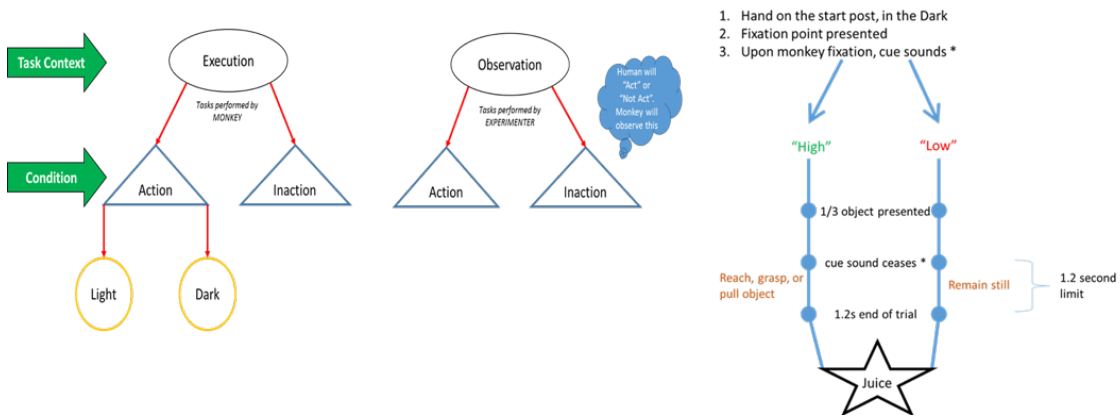 Task Context
Execution
Tasks performed by
MONKEY
Observation
Tasks performed by
EXPERIMENTER
Human will
"Act" or
"Not Act".
Monkey will
observe this
Condition
Action
Inaction
Action
Inaction
Light
Dark
1. Hand on the start post, in the Dark
2. Fixation point presented
3. Upon monkey fixation, cue sounds *
"High"
"Low"
1/3 object presented
cue sound ceases *
Reach, grasp, or
pull object
Remain still
1.2 second
limit
1.2s end of trial
Juice